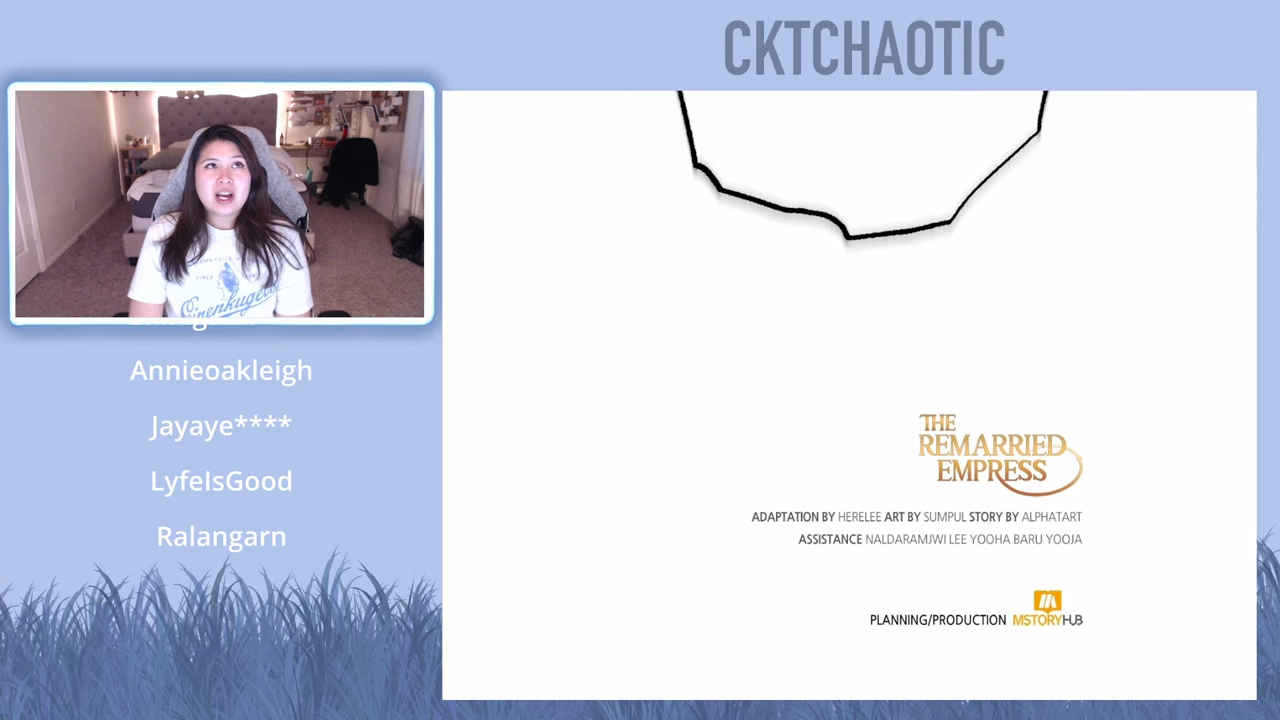 CKTCHAOTIC
Annieoakleigh
Jayaye****
LyfeIsGood
Ralangarn
THE
REMARRIED
EMPRESS
ADAPTATION BY HERELEE ART BY SUMPUL STORY BY ALPHATART
ASSISTANCE NALDARAMJWI LEE YOOHA BARU YOOJA
PLANNING/PRODUCTION MSTORYHUB